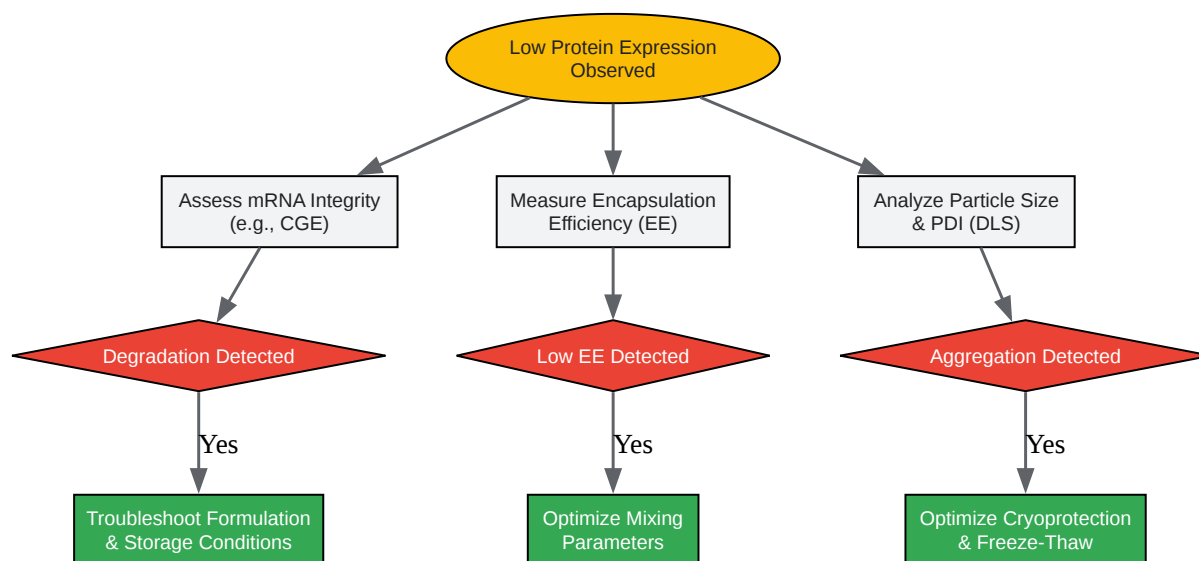 Low Protein Expression
Observed
Assess mRNA Integrity
(e.g., CGE)
Measure Encapsulation
Efficiency (EE)
Analyze Particle Size
& PDI (DLS)
Degradation Detected
Low EE Detected
Aggregation Detected
Yes
Yes
Yes
Troubleshoot Formulation
& Storage Conditions
Optimize Mixing
Parameters
Optimize Cryoprotection
& Freeze-Thaw